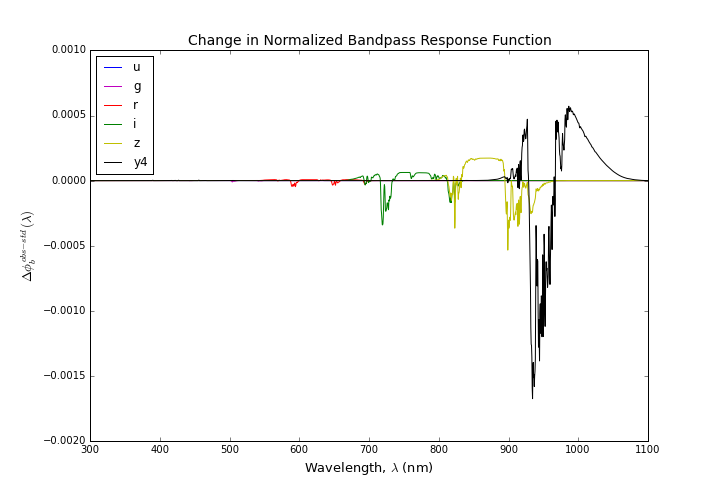 Change in Normalized Bandpass Response Function
0.0010
0.0005
0.0000
−0.0005
−0.0010
−0.0015
−0.0020
Δϕ_b^{obs−std}(λ)
u
g
r
i
z
y4
300 400 500 600 700 800 900 1000 1100
Wavelength, λ (nm)